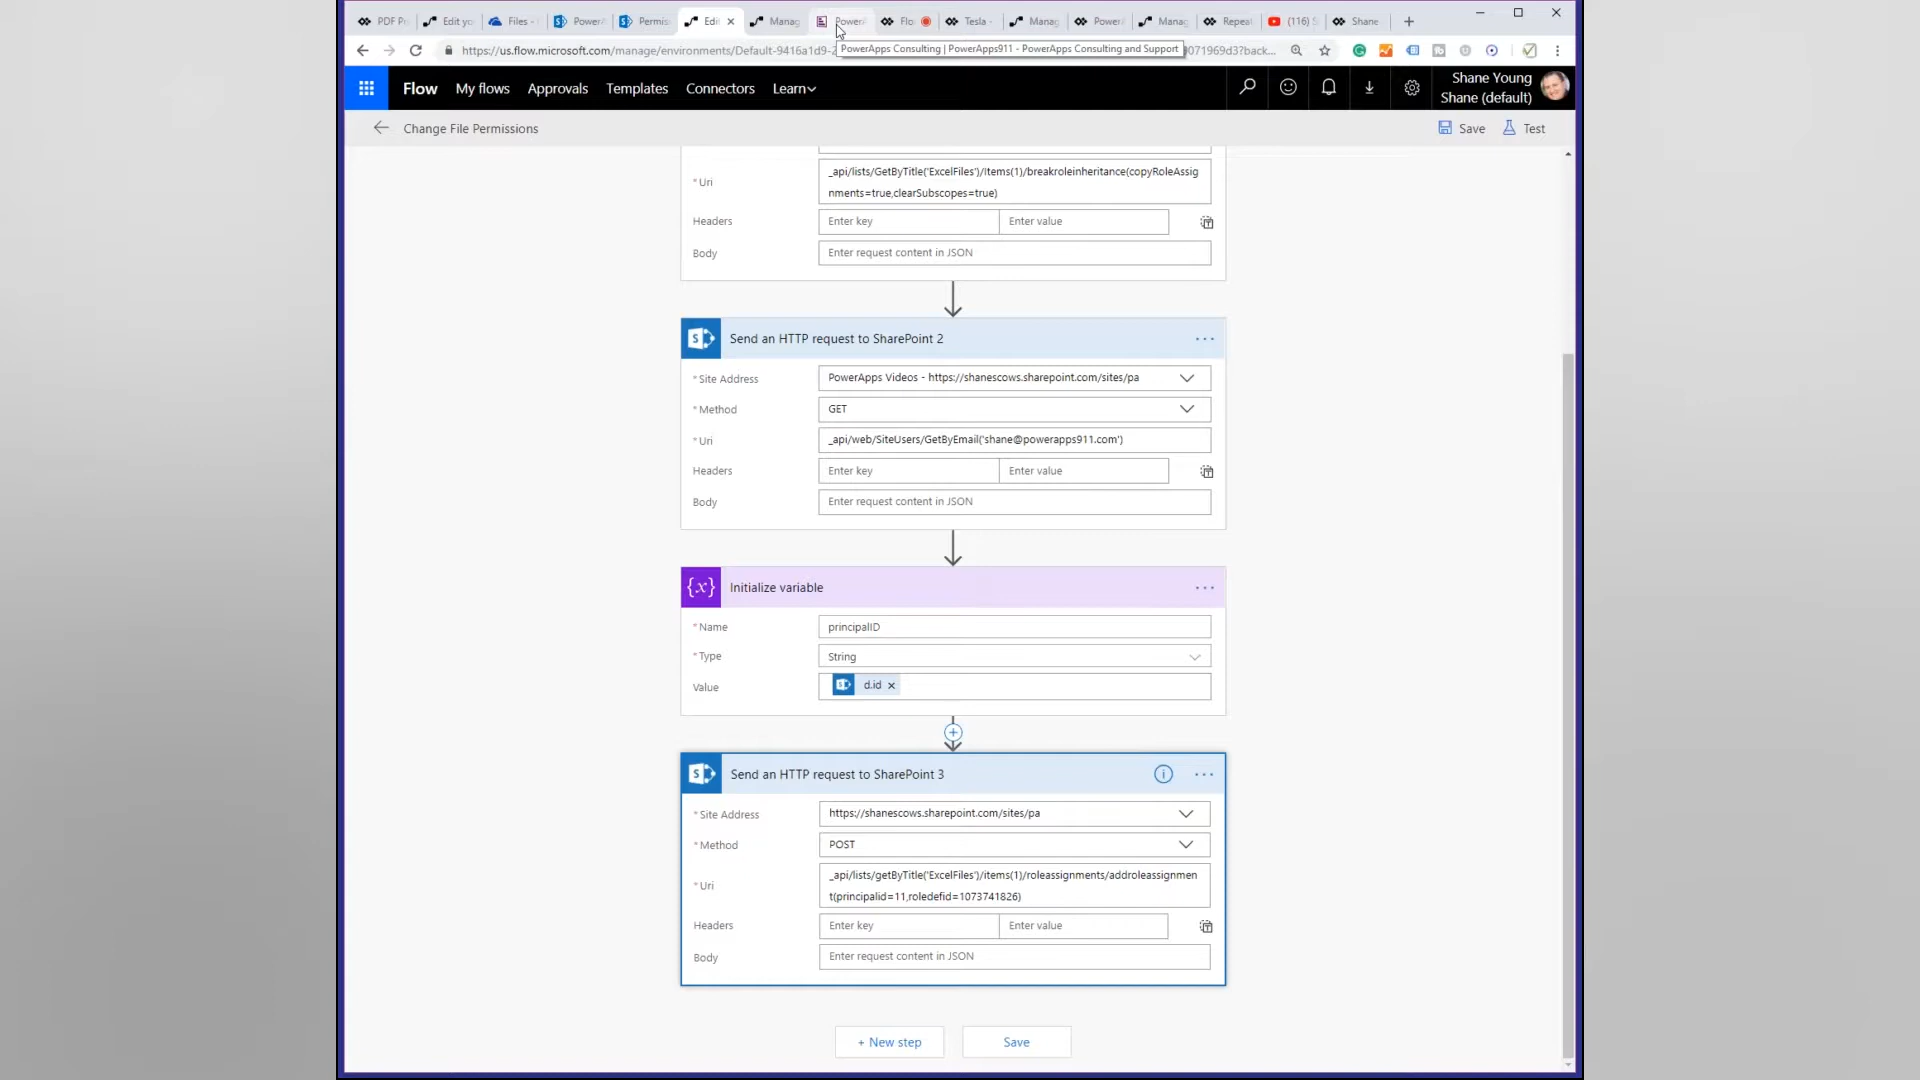 PDF P
Edit yo
Files -
Power
Permis
Edi
Manag
Power
Flo
Tesla -
Manag
Power
Manag
Repeat
(116) S
Shane
https://us.flow.microsoft.com/manage/environments/Default-9416a1d9-
071969d3?back...
PowerApps Consulting | PowerApps911 - PowerApps Consulting and Support
Flow
My flows
Approvals
Templates
Connectors
Learn
Shane Young
Shane (default)
Change File Permissions
Save
Test
* Uri
_api/lists/GetByTitle('ExcelFiles')/items(1)/breakroleinheritance(copyRoleAssig
nments=true,clearSubscopes=true)
Headers
Enter key
Enter value
Body
Enter request content in JSON
Send an HTTP request to SharePoint 2
* Site Address
PowerApps Videos - https://shanescows.sharepoint.com/sites/pa
* Method
GET
* Uri
_api/web/SiteUsers/GetByEmail('shane@powerapps911.com')
Headers
Enter key
Enter value
Body
Enter request content in JSON
{x}
Initialize variable
* Name
principalID
* Type
String
Value
d.id
Send an HTTP request to SharePoint 3
* Site Address
https://shanescows.sharepoint.com/sites/pa
* Method
POST
* Uri
_api/lists/getByTitle('ExcelFiles')/items(1)/roleassignments/addroleassignmen
t(principalid=11,roledefid=1073741826)
Headers
Enter key
Enter value
Body
Enter request content in JSON
+ New step
Save